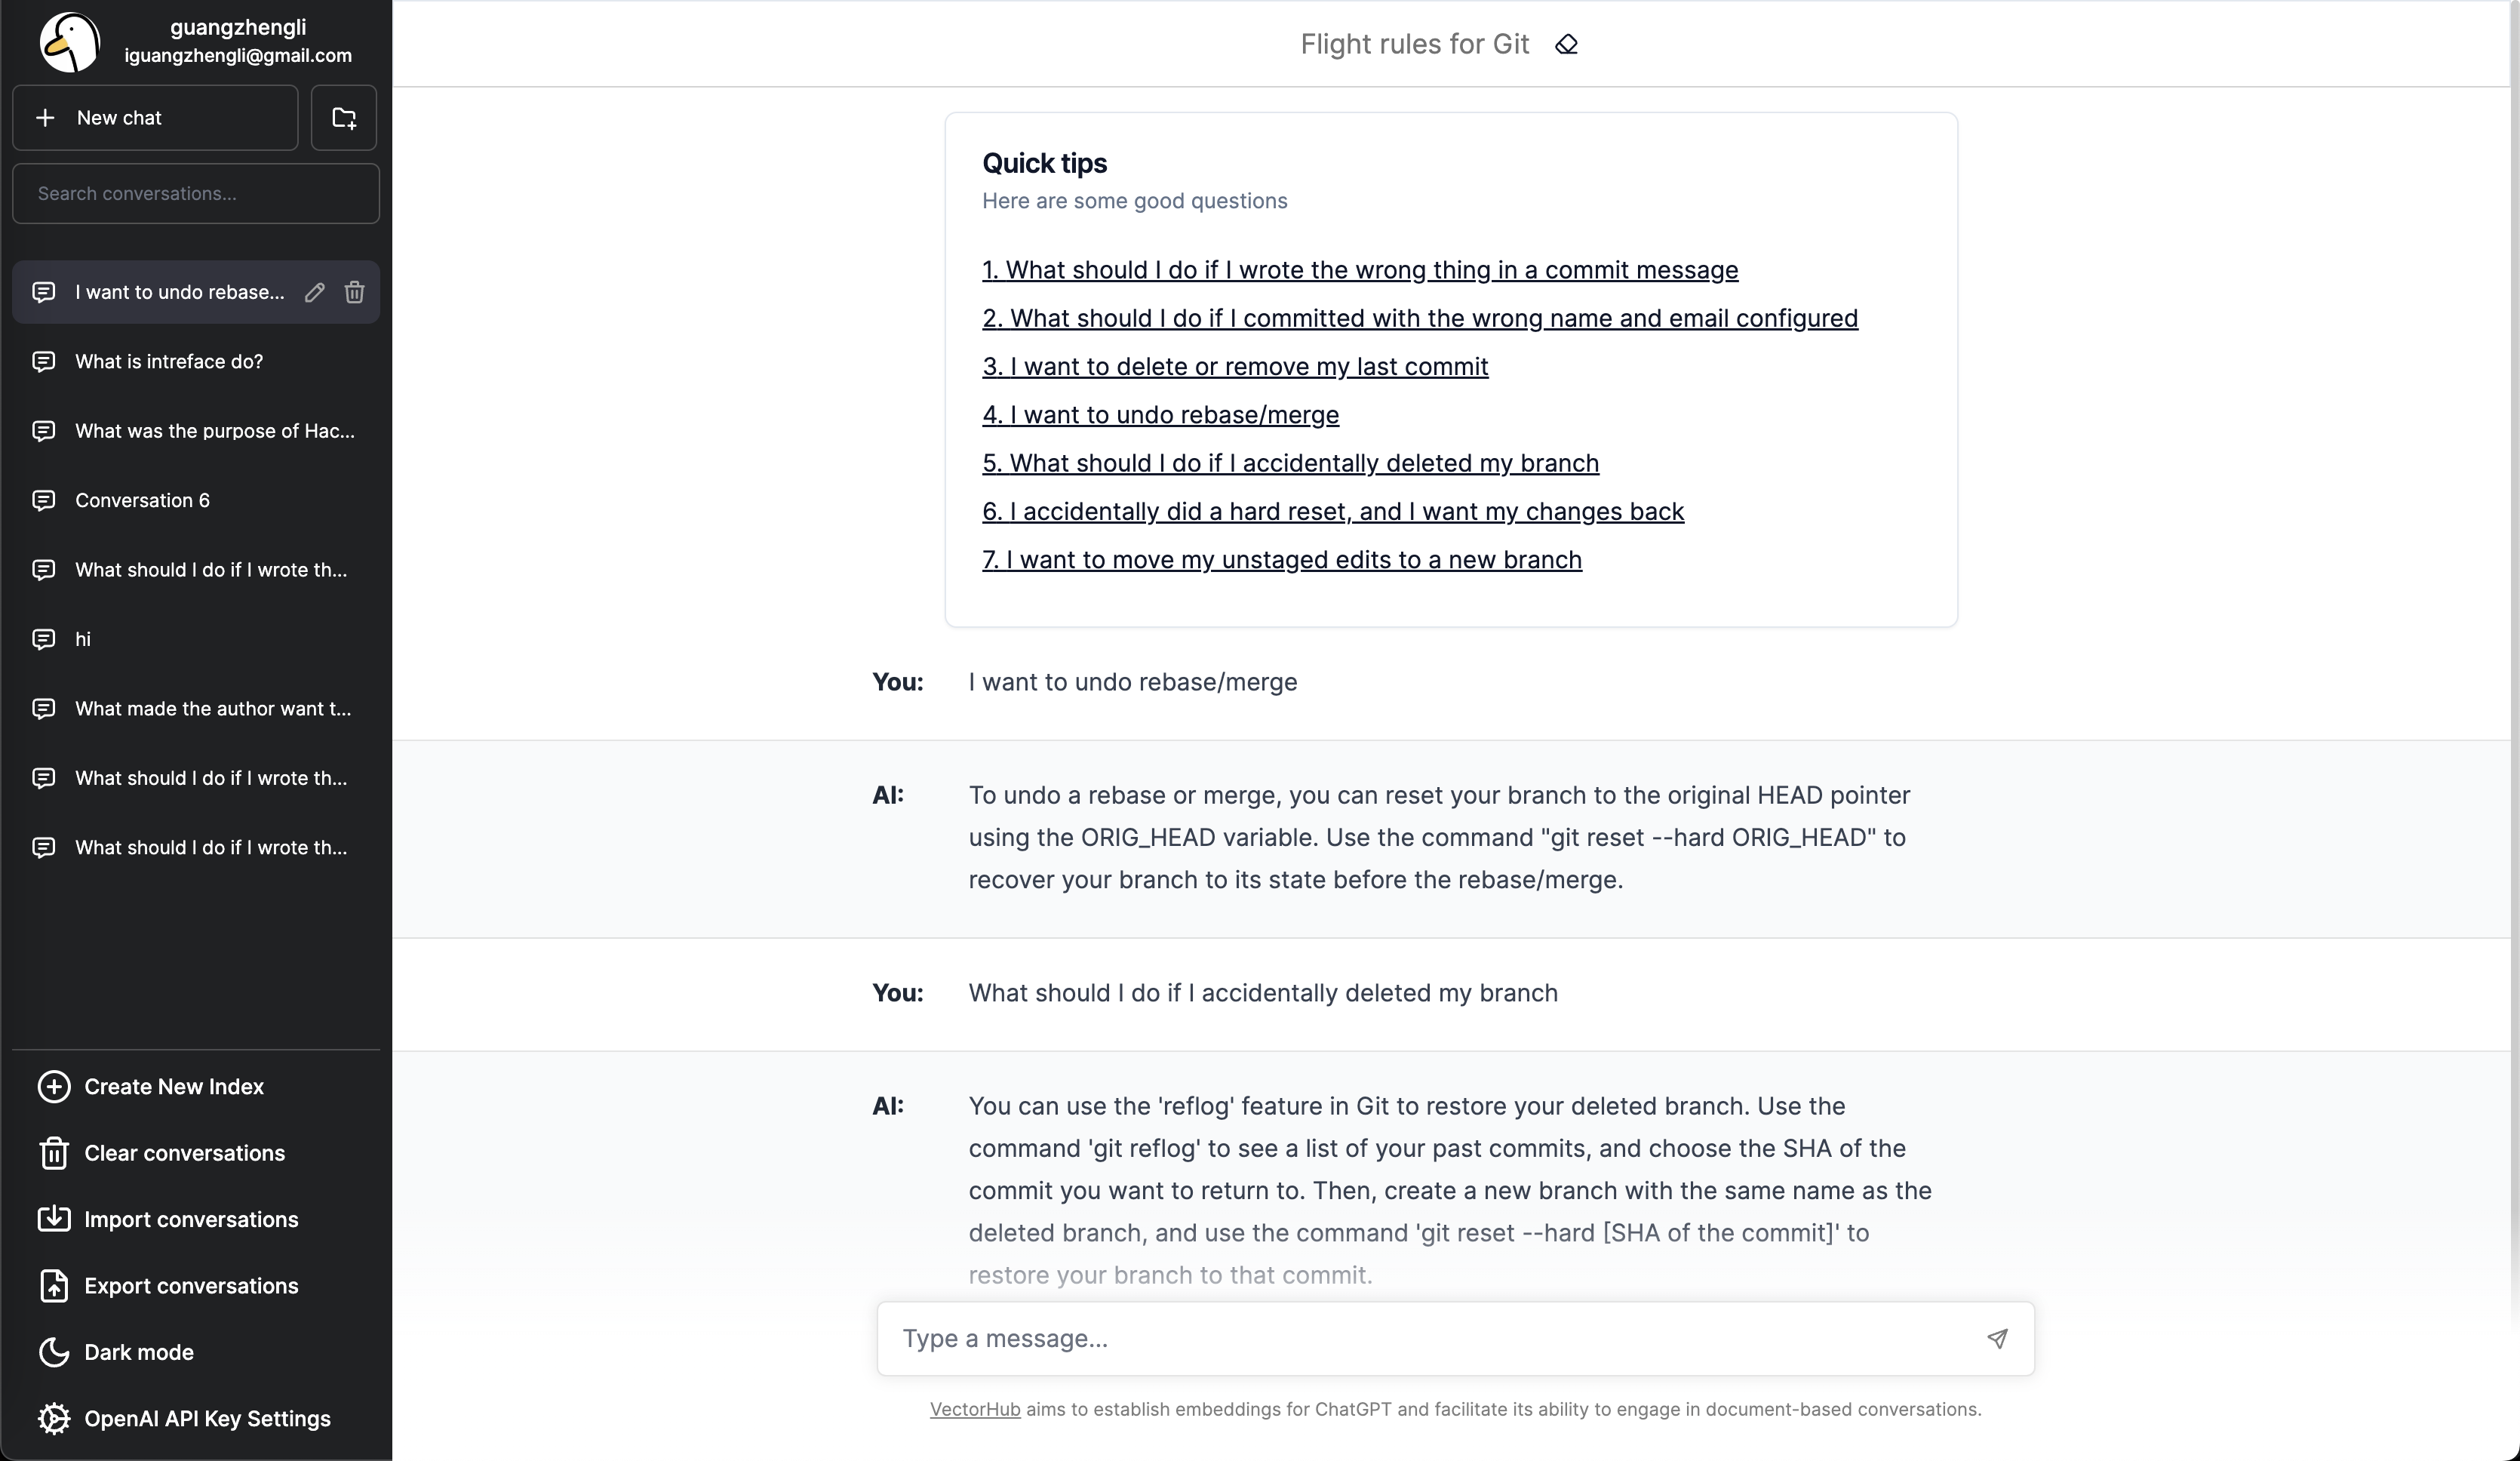 guangzhengli
iguangzhengli@gmail.com
New chat
Search conversations...
I want to undo rebase...
What is intreface do?
What was the purpose of Hac...
Conversation 6
What should I do if I wrote th...
hi
What made the author want t...
What should I do if I wrote th...
What should I do if I wrote th...
Create New Index
Clear conversations
Import conversations
Export conversations
Dark mode
OpenAI API Key Settings
Flight rules for Git
Quick tips
Here are some good questions
1. What should I do if I wrote the wrong thing in a commit message
2. What should I do if I committed with the wrong name and email configured
3. I want to delete or remove my last commit
4. I want to undo rebase/merge
5. What should I do if I accidentally deleted my branch
6. I accidentally did a hard reset, and I want my changes back
7. I want to move my unstaged edits to a new branch
You: I want to undo rebase/merge
AI: To undo a rebase or merge, you can reset your branch to the original HEAD pointer
using the ORIG_HEAD variable. Use the command "git reset --hard ORIG_HEAD" to
recover your branch to its state before the rebase/merge.
You: What should I do if I accidentally deleted my branch
AI: You can use the 'reflog' feature in Git to restore your deleted branch. Use the
command 'git reflog' to see a list of your past commits, and choose the SHA of the
commit you want to return to. Then, create a new branch with the same name as the
deleted branch, and use the command 'git reset --hard [SHA of the commit]' to
restore your branch to that commit.
Type a message...
VectorHub aims to establish embeddings for ChatGPT and facilitate its ability to engage in document-based conversations.